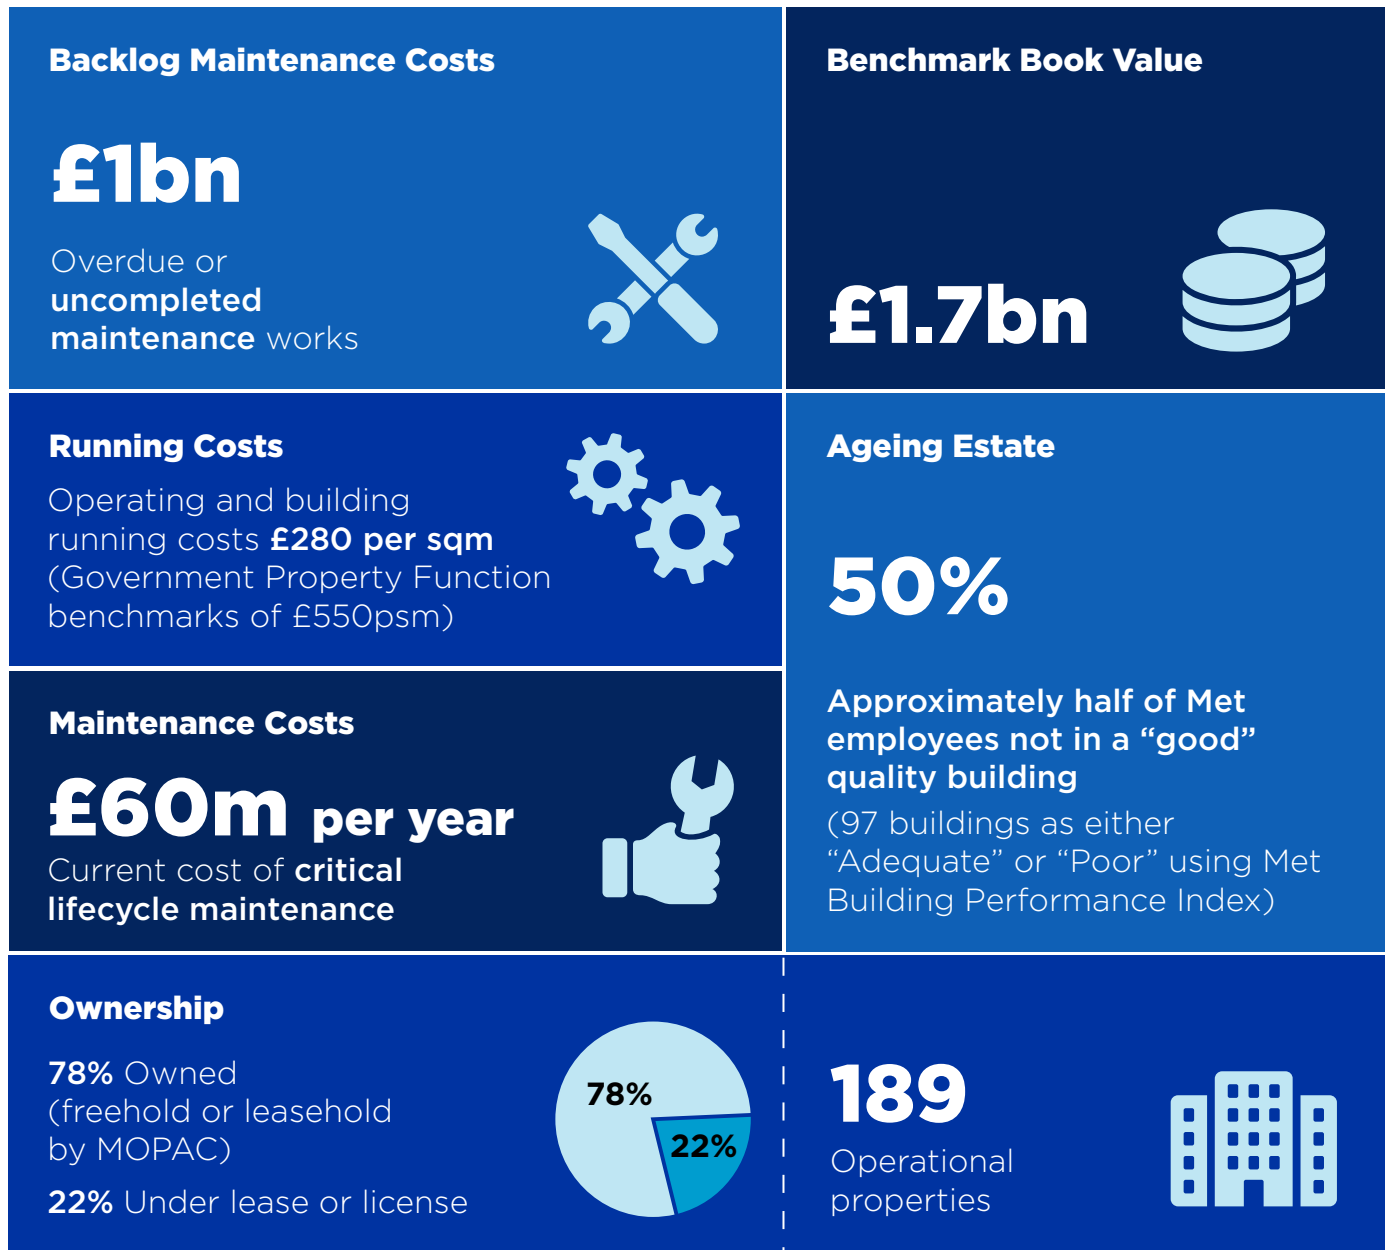 Backlog Maintenance Costs
£1bn
Overdue or
uncompleted
maintenance works
Benchmark Book Value
£1.7bn
Running Costs
Operating and building
running costs £280 per sqm
(Government Property Function
benchmarks of £550psm)
Ageing Estate
50%
Approximately half of Met
employees not in a “good”
quality building
(97 buildings as either
“Adequate” or “Poor” using Met
Building Performance Index)
Maintenance Costs
£60m per year
Current cost of critical
lifecycle maintenance
Ownership
78% Owned
(freehold or leasehold
by MOPAC)
22% Under lease or license
78%
22%
189
Operational
properties